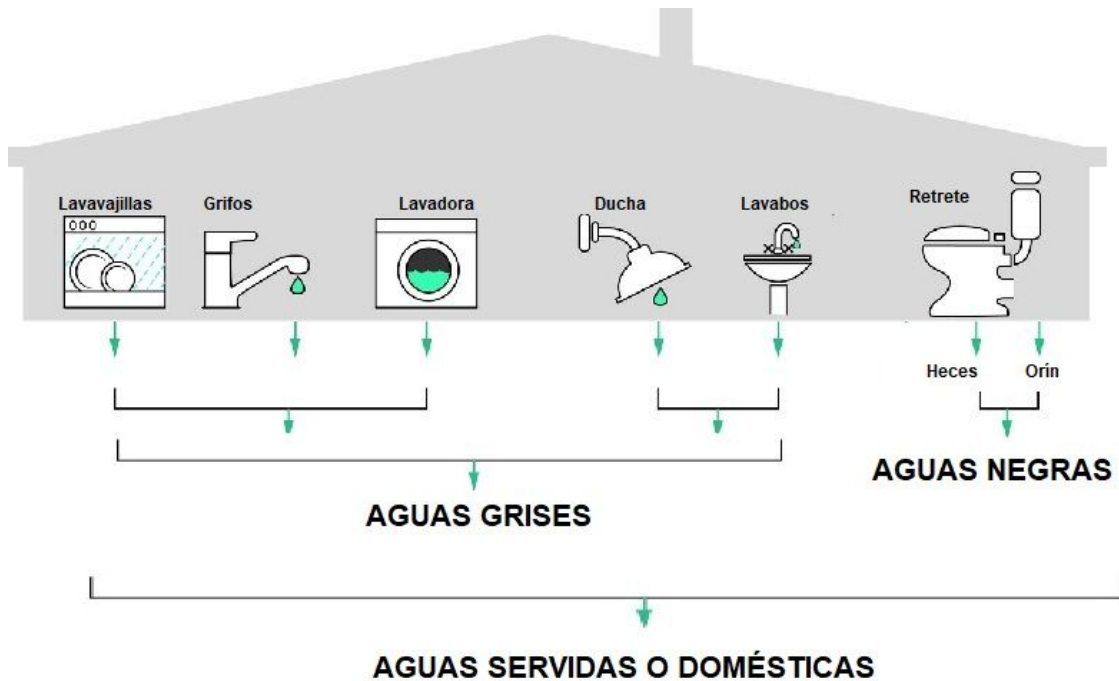 Lavavajillas
Grifos
Lavadora
Ducha
Lavabos
Retrete
Heces
Orín
AGUAS NEGRAS
AGUAS GRISES
AGUAS SERVIDAS O DOMÉSTICAS